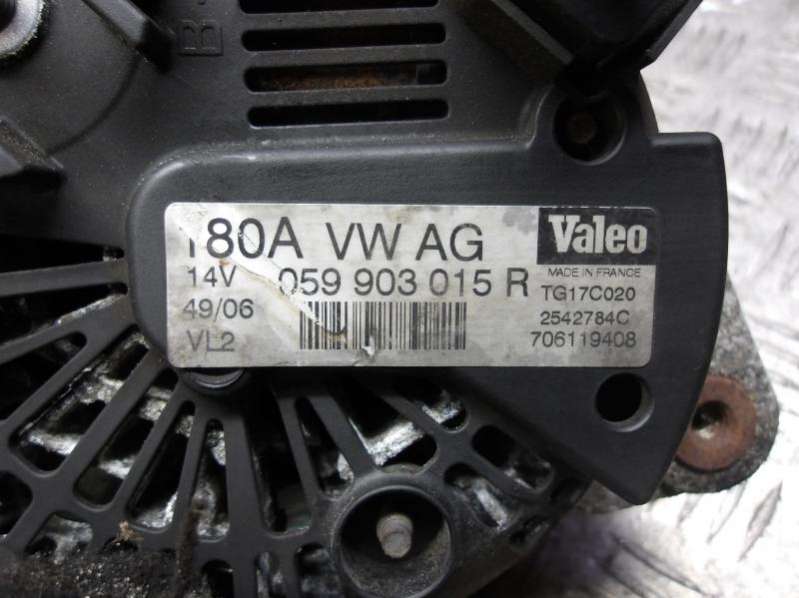 B
180A VW AG
Valeo
MADE IN FRANCE
14V 059 903 015 R
TG17C020
49/06
2542784C
VL2
706119408